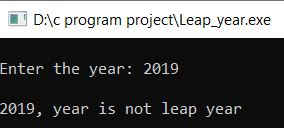 D:\c program project\Leap_year.exe
Enter the year: 2019
2019, year is not leap year